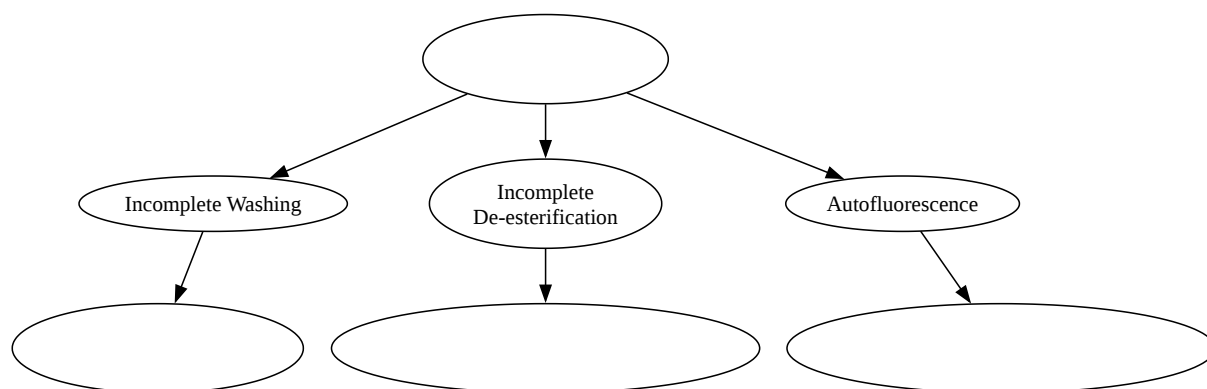 Incomplete Washing
Incomplete
De-esterification
Autofluorescence